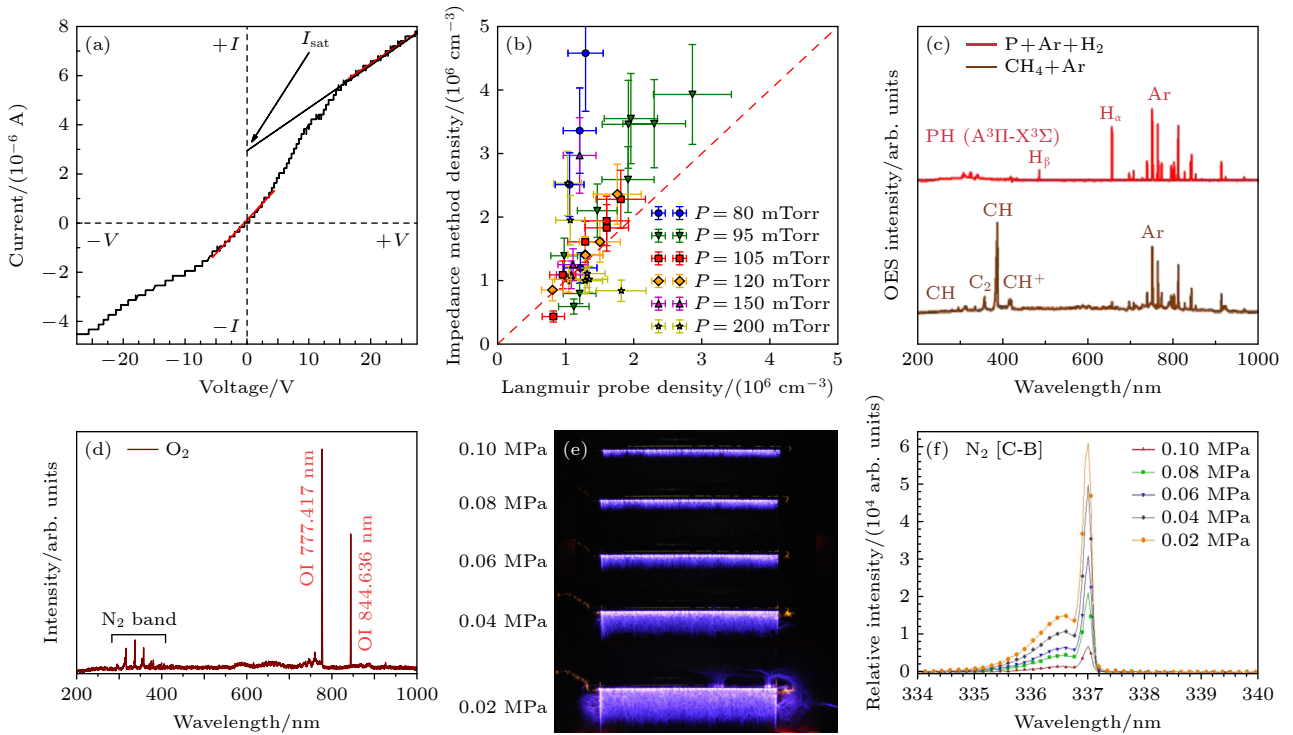 (a)
+I
I_sat
−V
+V
−I
8
6
4
2
0
−2
−4
−20
−10
0
10
20
Current/(10⁻⁶ A)
Voltage/V
(b)
5
4
3
2
1
0
0
1
2
3
4
5
P = 80 mTorr
P = 95 mTorr
P = 105 mTorr
P = 120 mTorr
P = 150 mTorr
P = 200 mTorr
Impedance method density/(10⁶ cm⁻³)
Langmuir probe density/(10⁶ cm⁻³)
(c)
P+Ar+H₂
CH₄+Ar
Ar
Hα
PH (A³Π-X³Σ)
Hβ
CH
Ar
C₂
CH⁺
CH
200
400
600
800
1000
OES intensity/arb. units
Wavelength/nm
(d)
O₂
OI 777.417 nm
OI 844.636 nm
N₂ band
200
400
600
800
1000
Intensity/arb. units
Wavelength/nm
(e)
0.10 MPa
0.08 MPa
0.06 MPa
0.04 MPa
0.02 MPa
(f)
N₂ [C-B]
0.10 MPa
0.08 MPa
0.06 MPa
0.04 MPa
0.02 MPa
6
5
4
3
2
1
0
334
335
336
337
338
339
340
Relative intensity/(10⁴ arb. units)
Wavelength/nm